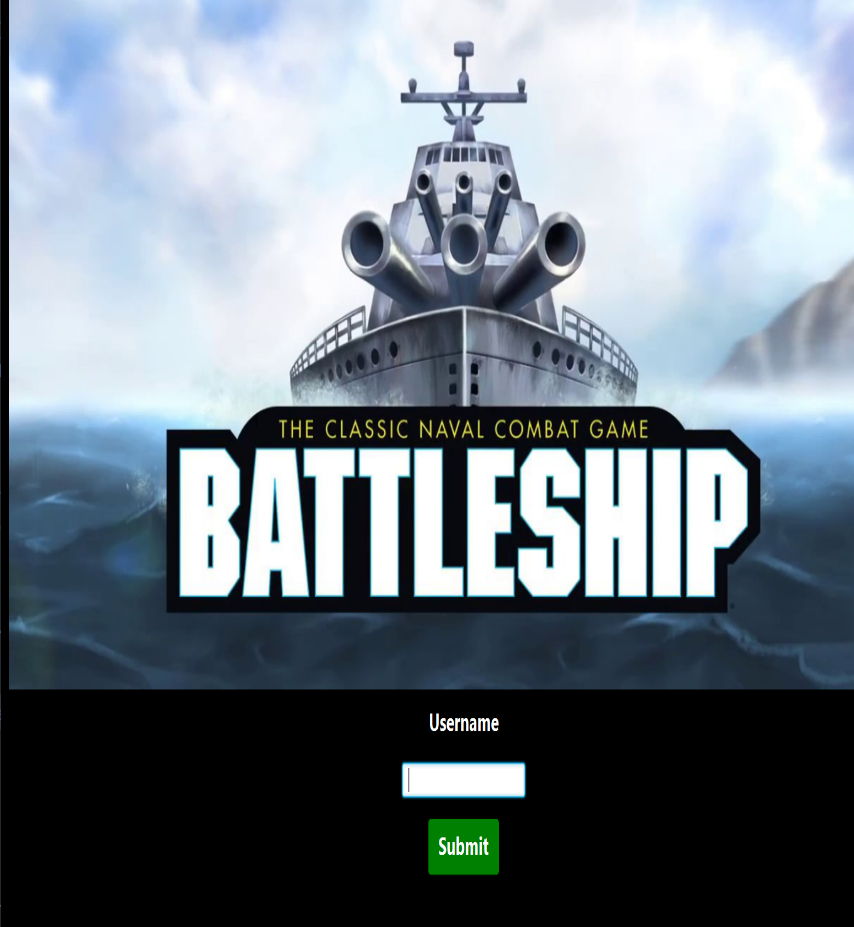 THE CLASSIC NAVAL COMBAT GAME
BATTLESHIP
Username
Submit